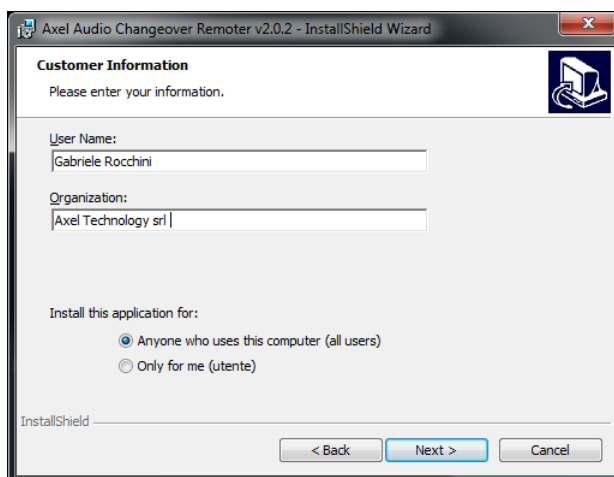 Axel Audio Changeover Remoter v2.0.2 - InstallShield Wizard
Customer Information
Please enter your information.
User Name:
Gabriele Rocchini
Organization:
Axel Technology srl
Install this application for:
Anyone who uses this computer (all users)
Only for me (utente)
InstallShield
< Back Next > Cancel